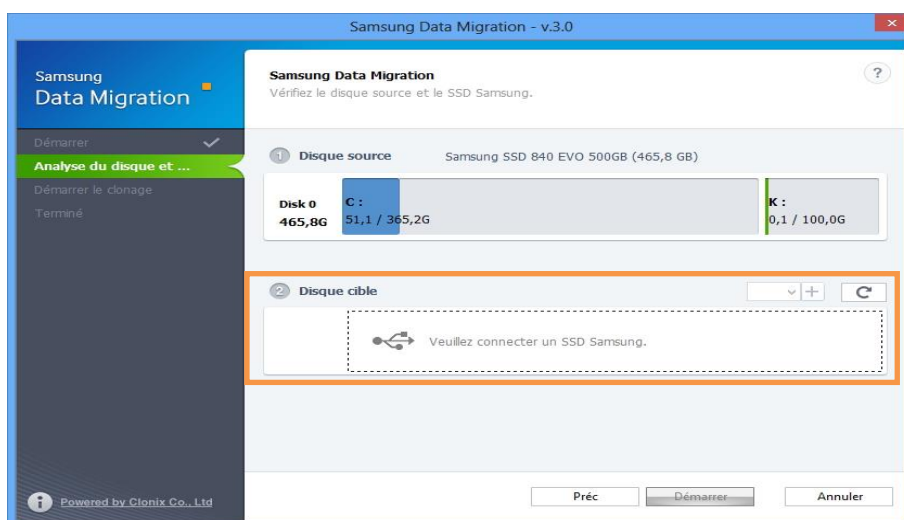 Samsung Data Migration - v.3.0
Samsung
Data Migration
Samsung Data Migration
Vérifiez le disque source et le SSD Samsung.
?
Démarrer
Analyse du disque et ...
Démarrer le clonage
Terminé
1 Disque source Samsung SSD 840 EVO 500GB (465,8 GB)
Disk 0
465,8G
C :
51,1 / 365,2G
K :
0,1 / 100,0G
2 Disque cible
Veuillez connecter un SSD Samsung.
Powered by Clonix Co., Ltd
Préc Démarrer Annuler